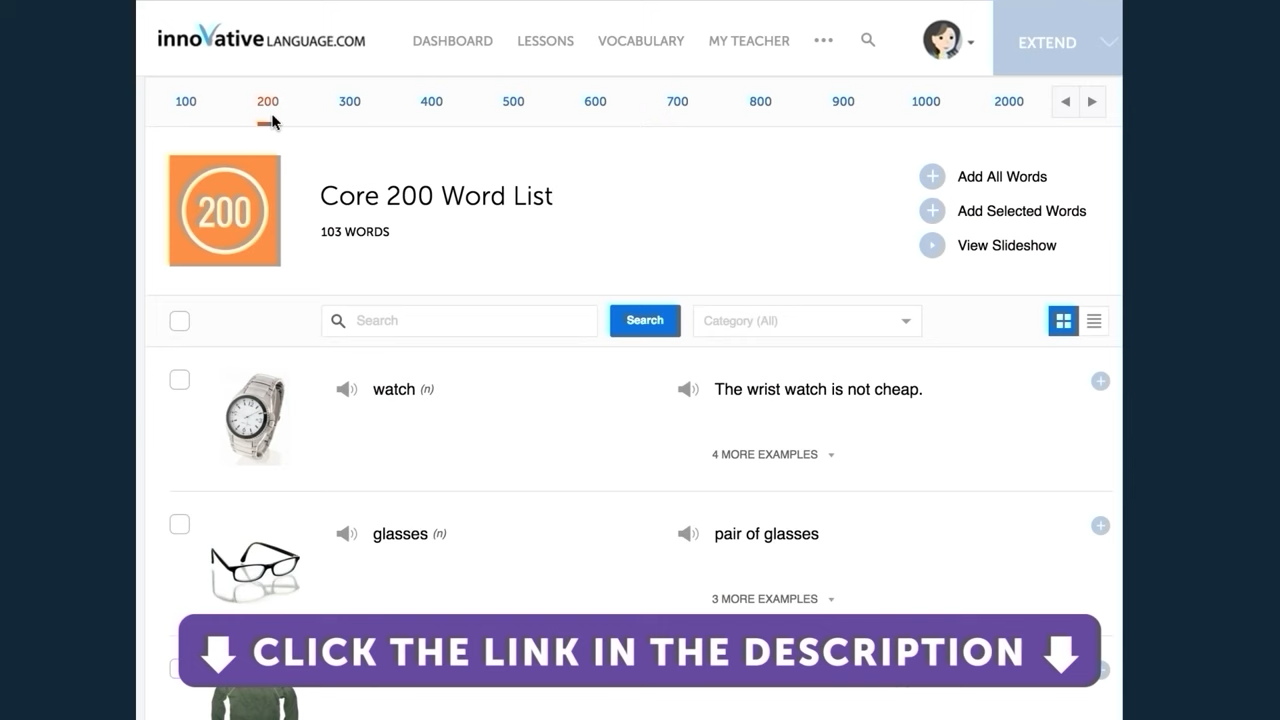 innoVative LANGUAGE.COM DASHBOARD LESSONS VOCABULARY MY TEACHER ••• EXTEND
100 200 300 400 500 600 700 800 900 1000 2000
200
Core 200 Word List
103 WORDS
Add All Words
Add Selected Words
View Slideshow
Search Search Category (All)
watch (n) The wrist watch is not cheap.
4 MORE EXAMPLES
glasses (n) pair of glasses
3 MORE EXAMPLES
CLICK THE LINK IN THE DESCRIPTION